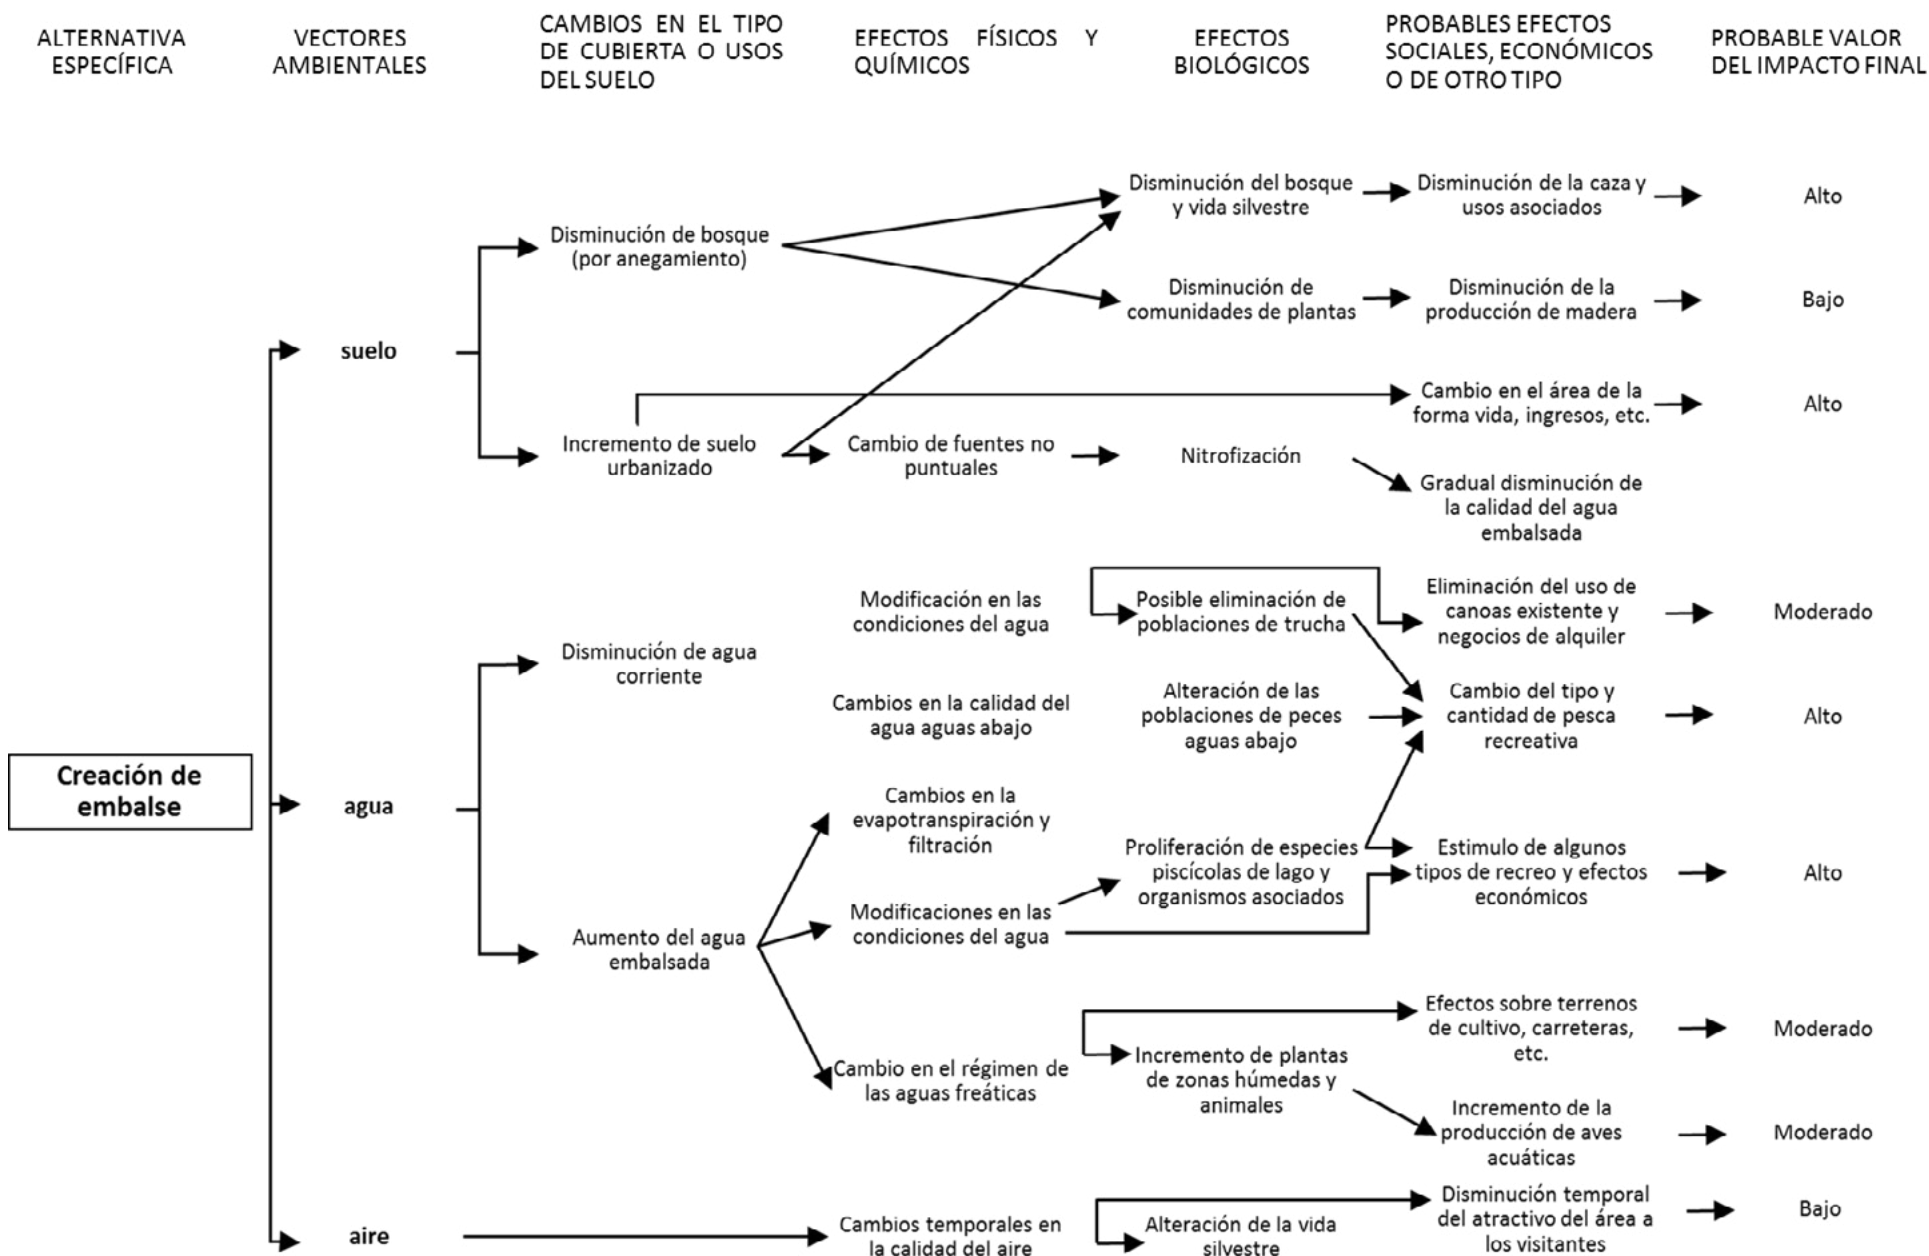 ALTERNATIVA
ESPECÍFICA
VECTORES
AMBIENTALES
CAMBIOS EN EL TIPO
DE CUBIERTA O USOS
DEL SUELO
EFECTOS FÍSICOS Y
QUÍMICOS
EFECTOS
BIOLÓGICOS
PROBABLES EFECTOS
SOCIALES, ECONÓMICOS
O DE OTRO TIPO
PROBABLE VALOR
DEL IMPACTO FINAL
Creación de
embalse
suelo
Disminución de bosque
(por anegamiento)
Disminución del bosque
y vida silvestre
Disminución de la caza y
usos asociados
Alto
Disminución de
comunidades de plantas
Disminución de la
producción de madera
Bajo
Incremento de suelo
urbanizado
Cambio en el área de la
forma vida, ingresos, etc.
Alto
Cambio de fuentes no
puntuales
Nitrofización
Gradual disminución de
la calidad del agua
embalsada
agua
Disminución de agua
corriente
Modificación en las
condiciones del agua
Posible eliminación de
poblaciones de trucha
Eliminación del uso de
canoas existente y
negocios de alquiler
Moderado
Cambios en la calidad del
agua aguas abajo
Alteración de las
poblaciones de peces
aguas abajo
Cambio del tipo y
cantidad de pesca
recreativa
Alto
Aumento del agua
embalsada
Cambios en la
evapotranspiración y
filtración
Modificaciones en las
condiciones del agua
Proliferación de especies
piscícolas de lago y
organismos asociados
Estimulo de algunos
tipos de recreo y efectos
económicos
Alto
Cambio en el régimen de
las aguas freáticas
Incremento de plantas
de zonas húmedas y
animales
Efectos sobre terrenos
de cultivo, carreteras,
etc.
Moderado
Incremento de la
producción de aves
acuáticas
Moderado
aire
Cambios temporales en
la calidad del aire
Alteración de la vida
silvestre
Disminución temporal
del atractivo del área a
los visitantes
Bajo